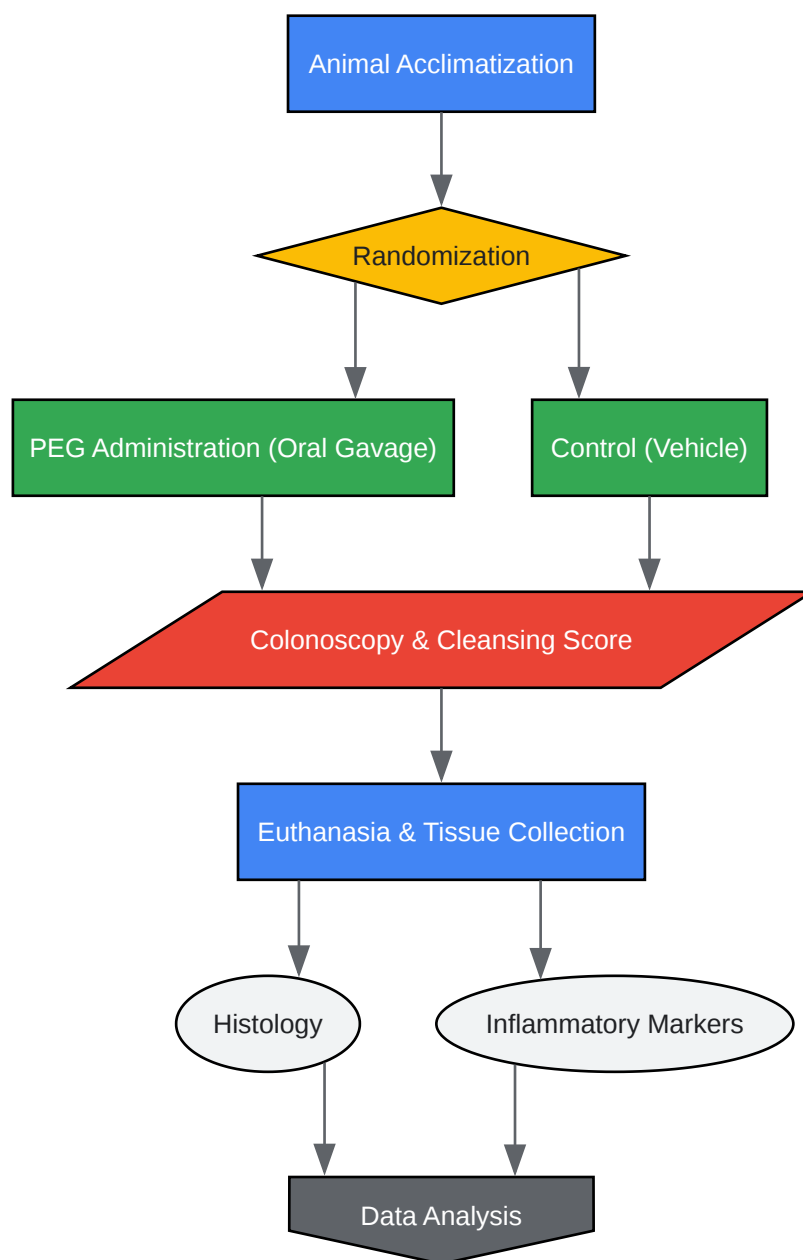 Animal Acclimatization
Randomization
PEG Administration (Oral Gavage)
Control (Vehicle)
Colonoscopy & Cleansing Score
Euthanasia & Tissue Collection
Histology
Inflammatory Markers
Data Analysis